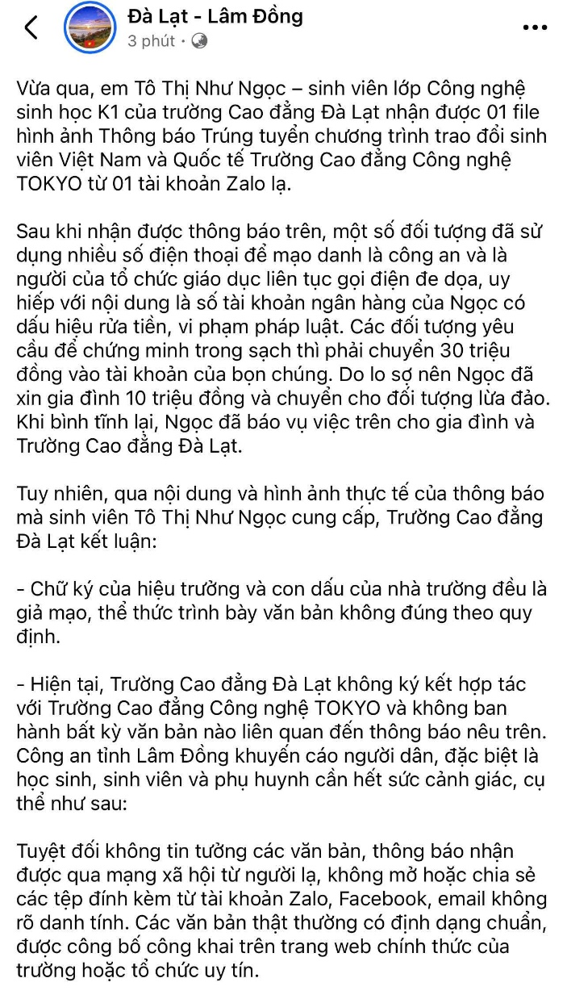 Đà Lạt - Lâm Đồng
3 phút ·
Vừa qua, em Tô Thị Như Ngọc – sinh viên lớp Công nghệ
sinh học K1 của trường Cao đẳng Đà Lạt nhận được 01 file
hình ảnh Thông báo Trúng tuyển chương trình trao đổi sinh
viên Việt Nam và Quốc tế Trường Cao đẳng Công nghệ
TOKYO từ 01 tài khoản Zalo lạ.
Sau khi nhận được thông báo trên, một số đối tượng đã sử
dụng nhiều số điện thoại để mạo danh là công an và là
người của tổ chức giáo dục liên tục gọi điện đe dọa, uy
hiếp với nội dung là số tài khoản ngân hàng của Ngọc có
dấu hiệu rửa tiền, vi phạm pháp luật. Các đối tượng yêu
cầu để chứng minh trong sạch thì phải chuyển 30 triệu
đồng vào tài khoản của bọn chúng. Do lo sợ nên Ngọc đã
xin gia đình 10 triệu đồng và chuyển cho đối tượng lừa đảo.
Khi bình tĩnh lại, Ngọc đã báo vụ việc trên cho gia đình và
Trường Cao đẳng Đà Lạt.
Tuy nhiên, qua nội dung và hình ảnh thực tế của thông báo
mà sinh viên Tô Thị Như Ngọc cung cấp, Trường Cao đẳng
Đà Lạt kết luận:
- Chữ ký của hiệu trưởng và con dấu của nhà trường đều là
giả mạo, thể thức trình bày văn bản không đúng theo quy
định.
- Hiện tại, Trường Cao đẳng Đà Lạt không ký kết hợp tác
với Trường Cao đẳng Công nghệ TOKYO và không ban
hành bất kỳ văn bản nào liên quan đến thông báo nêu trên.
Công an tỉnh Lâm Đồng khuyến cáo người dân, đặc biệt là
học sinh, sinh viên và phụ huynh cần hết sức cảnh giác, cụ
thể như sau:
Tuyệt đối không tin tưởng các văn bản, thông báo nhận
được qua mạng xã hội từ người lạ, không mở hoặc chia sẻ
các tệp đính kèm từ tài khoản Zalo, Facebook, email không
rõ danh tính. Các văn bản thật thường có định dạng chuẩn,
được công bố công khai trên trang web chính thức của
trường hoặc tổ chức uy tín.